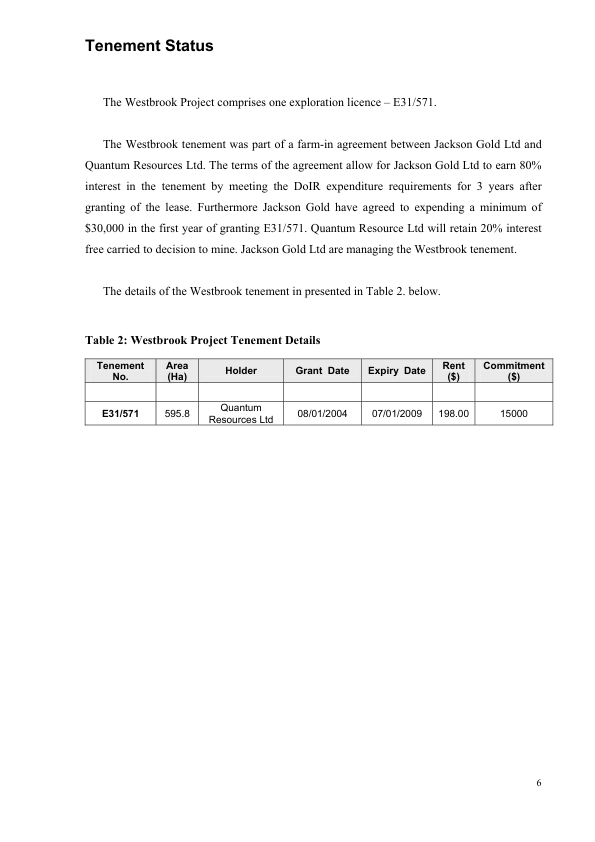 Tenement Status
The Westbrook Project comprises one exploration licence – E31/571.
The Westbrook tenement was part of a farm-in agreement between Jackson Gold Ltd and
Quantum Resources Ltd. The terms of the agreement allow for Jackson Gold Ltd to earn 80%
interest in the tenement by meeting the DoIR expenditure requirements for 3 years after
granting of the lease. Furthermore Jackson Gold have agreed to expending a minimum of
$30,000 in the first year of granting E31/571. Quantum Resource Ltd will retain 20% interest
free carried to decision to mine. Jackson Gold Ltd are managing the Westbrook tenement.
The details of the Westbrook tenement in presented in Table 2. below.
Table 2: Westbrook Project Tenement Details
Tenement No. Area (Ha) Holder Grant Date Expiry Date Rent ($) Commitment ($)
E31/571 595.8 Quantum Resources Ltd 08/01/2004 07/01/2009 198.00 15000
6